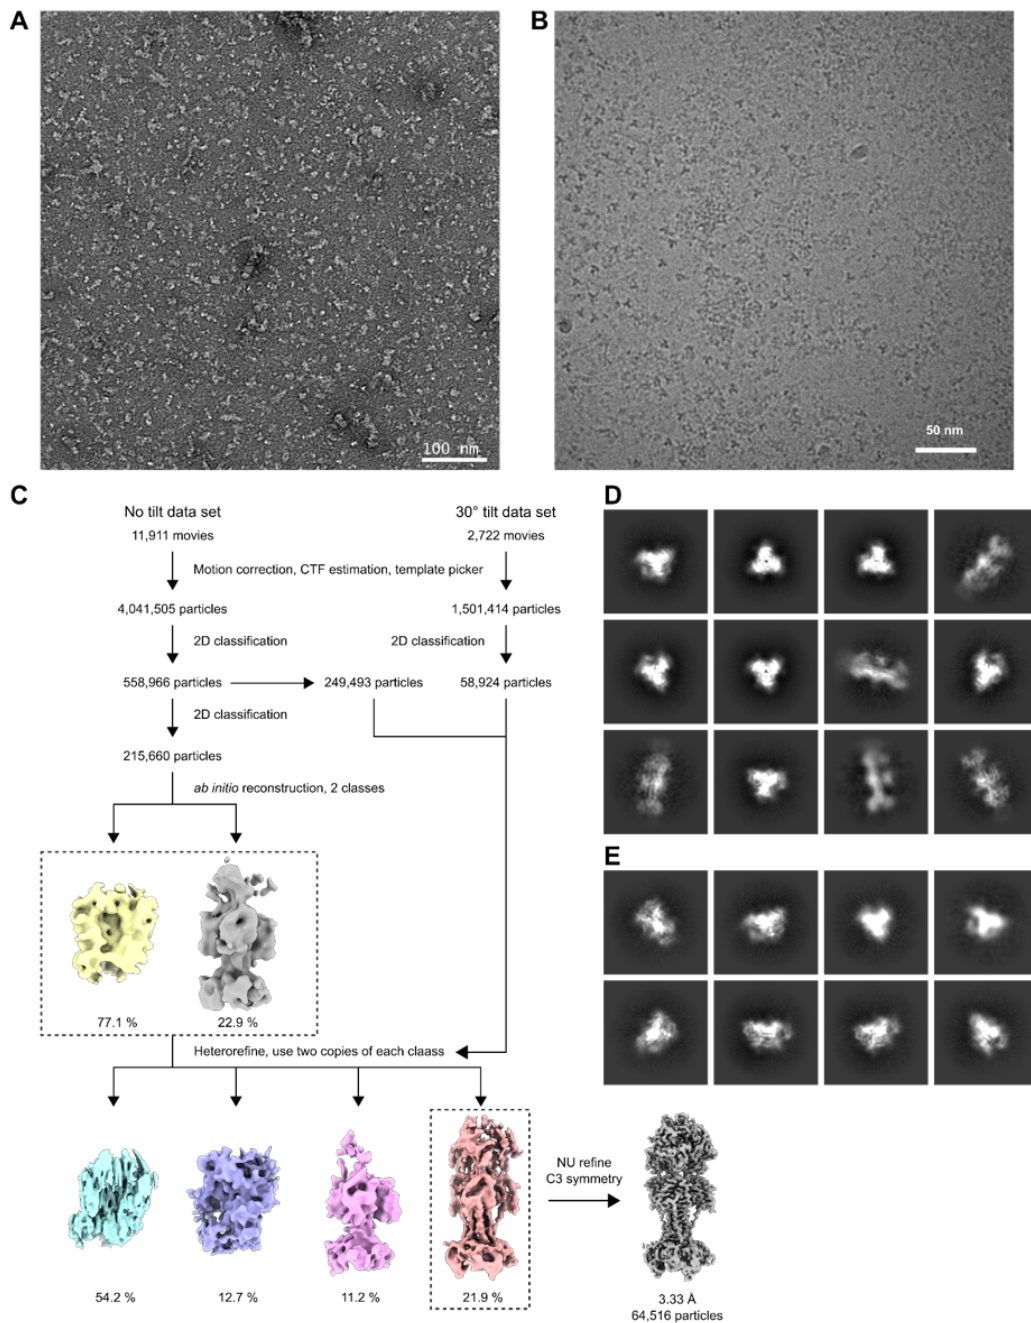 A
B
100 nm
50 nm
C
No tilt data set
30° tilt data set
11,911 movies
2,722 movies
Motion correction, CTF estimation, template picker
4,041,505 particles
1,501,414 particles
2D classification
2D classification
558,966 particles
249,493 particles
58,924 particles
2D classification
215,660 particles
ab initio reconstruction, 2 classes
77.1 %
22.9 %
Heterorefine, use two copies of each claass
NU refine
C3 symmetry
54.2 %
12.7 %
11.2 %
21.9 %
3.33 Å
64,516 particles
D
E